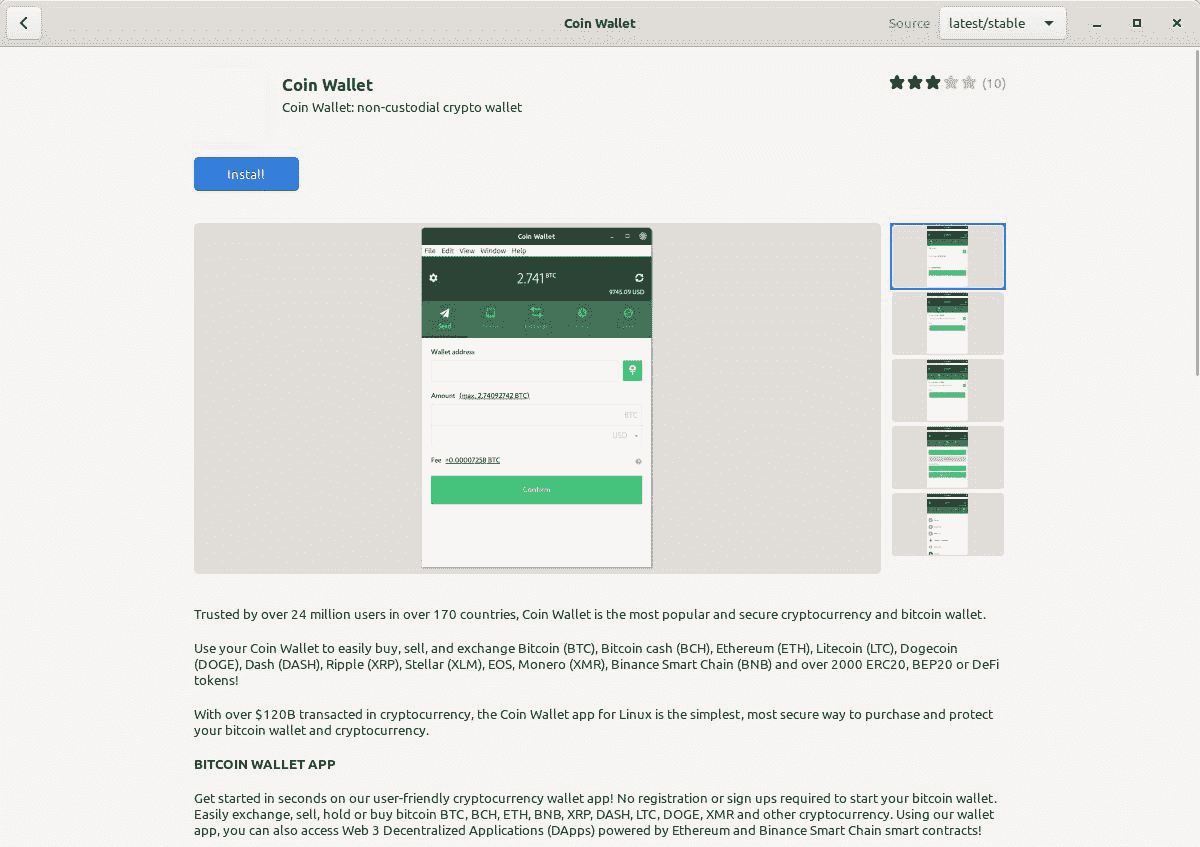 Coin Wallet
Source
latest/stable
Coin Wallet
(10)
Coin Wallet: non-custodial crypto wallet
Install
Coin Wallet
File Edit View Window Help
2.741 BTC
9745.09 USD
Send
Wallet address
Amount (max. 2.74092742 BTC)
BTC
USD
Fee +0.00007258 BTC
Confirm
Trusted by over 24 million users in over 170 countries, Coin Wallet is the most popular and secure cryptocurrency and bitcoin wallet.
Use your Coin Wallet to easily buy, sell, and exchange Bitcoin (BTC), Bitcoin cash (BCH), Ethereum (ETH), Litecoin (LTC), Dogecoin
(DOGE), Dash (DASH), Ripple (XRP), Stellar (XLM), EOS, Monero (XMR), Binance Smart Chain (BNB) and over 2000 ERC20, BEP20 or DeFi
tokens!
With over $120B transacted in cryptocurrency, the Coin Wallet app for Linux is the simplest, most secure way to purchase and protect
your bitcoin wallet and cryptocurrency.
BITCOIN WALLET APP
Get started in seconds on our user-friendly cryptocurrency wallet app! No registration or sign ups required to start your bitcoin wallet.
Easily exchange, sell, hold or buy bitcoin BTC, BCH, ETH, BNB, XRP, DASH, LTC, DOGE, XMR and other cryptocurrency. Using our wallet
app, you can also access Web 3 Decentralized Applications (DApps) powered by Ethereum and Binance Smart Chain smart contracts!